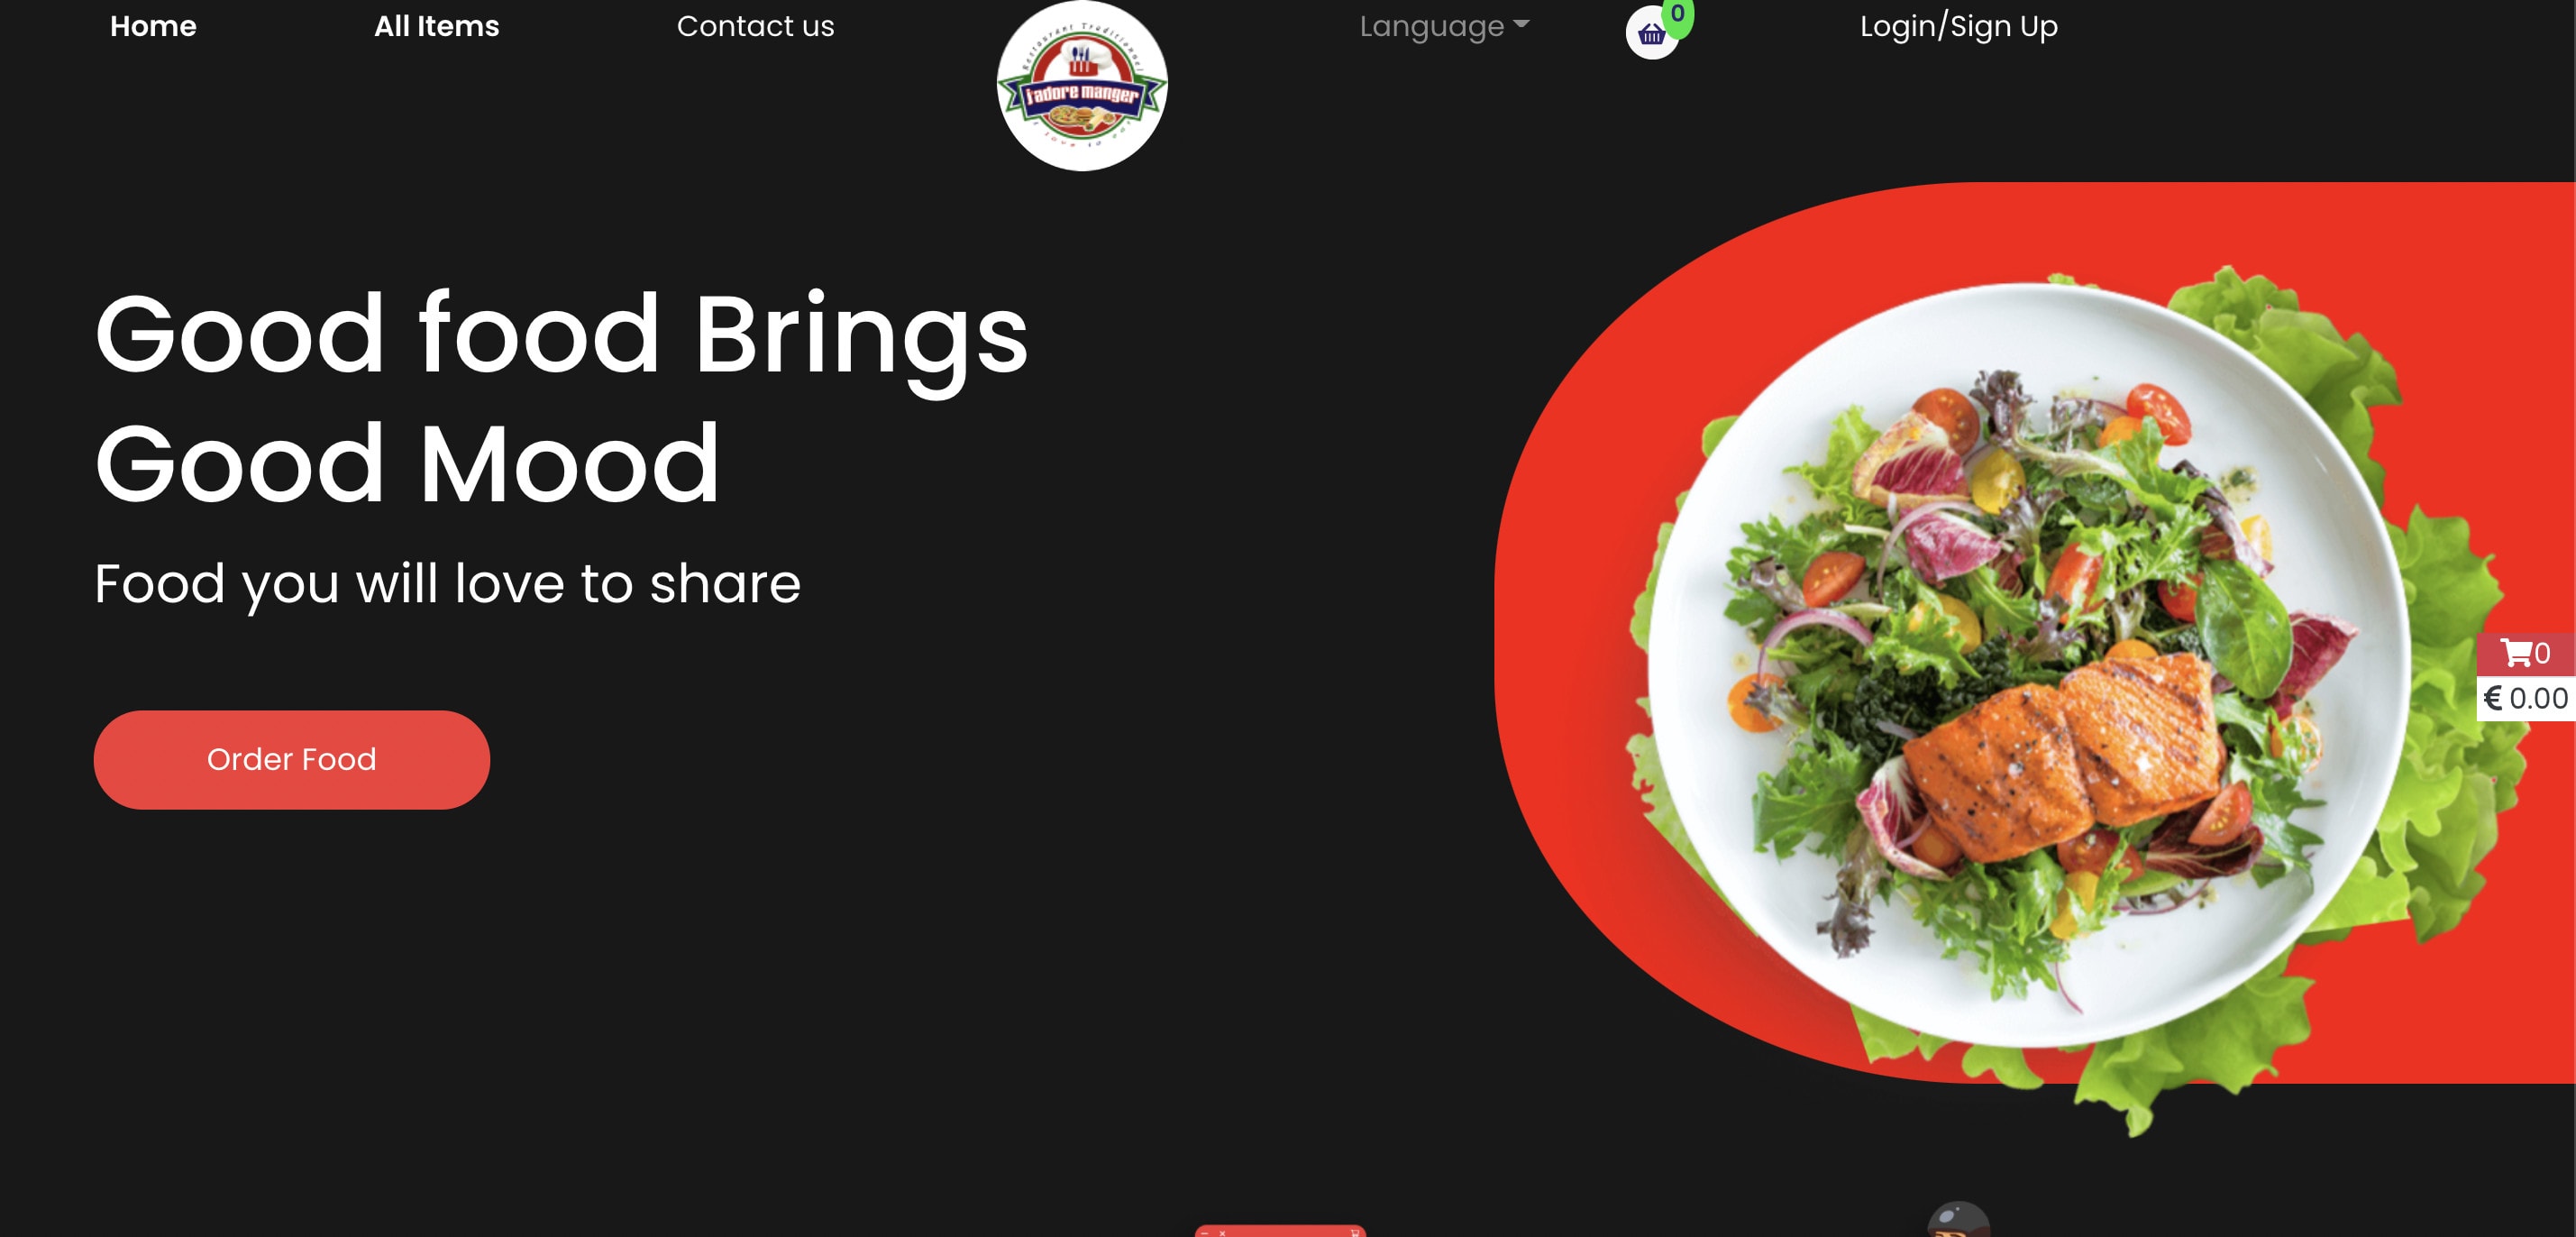 Home
All Items
Contact us
Restaurant Traditionnel
j'adore manger
I love to eat
Language
0
Login/Sign Up
Good food Brings
Good Mood
Food you will love to share
Order Food
0
€ 0.00